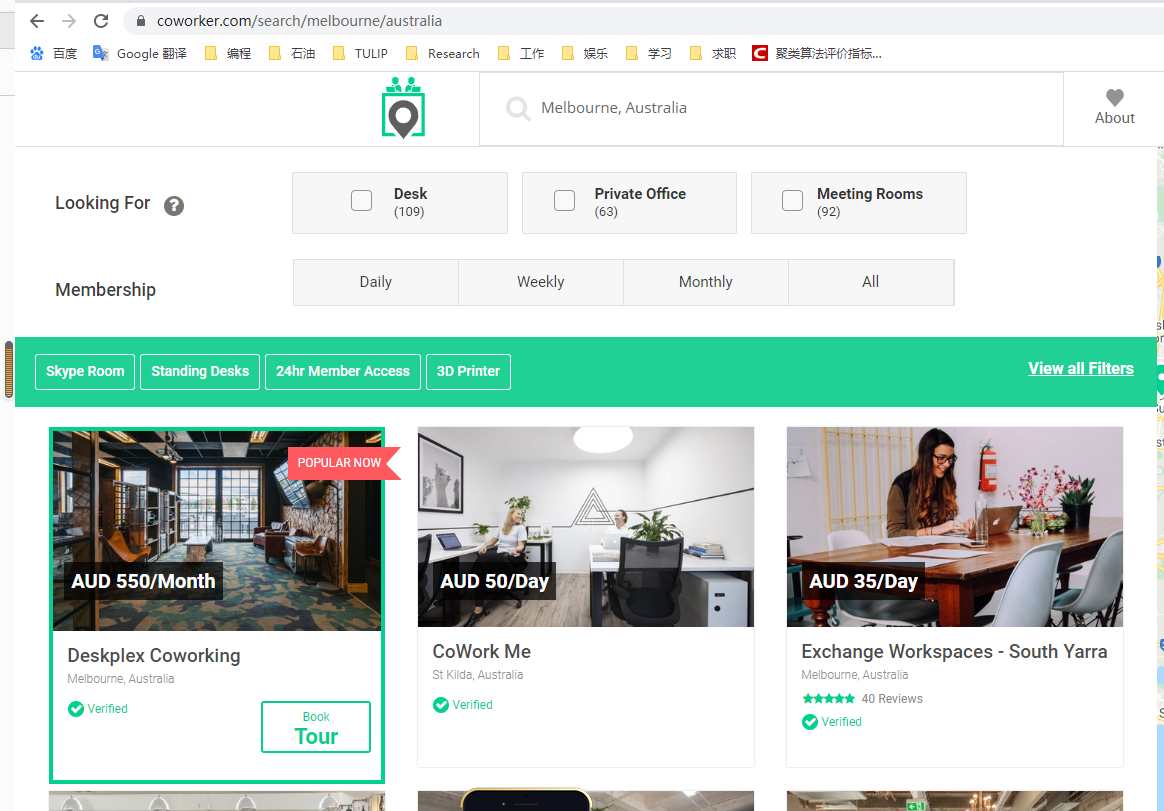 coworker.com/search/melbourne/australia
百度 Google 翻译 编程 石油 TULIP Research 工作 娱乐 学习 求职 聚类算法评价指标...
Melbourne, Australia
About
Looking For ?
Desk
(109)
Private Office
(63)
Meeting Rooms
(92)
Membership
Daily Weekly Monthly All
Skype Room Standing Desks 24hr Member Access 3D Printer View all Filters
POPULAR NOW
AUD 550/Month
Deskplex Coworking
Melbourne, Australia
Verified
Book
Tour
AUD 50/Day
CoWork Me
St Kilda, Australia
Verified
AUD 35/Day
Exchange Workspaces - South Yarra
Melbourne, Australia
40 Reviews
Verified